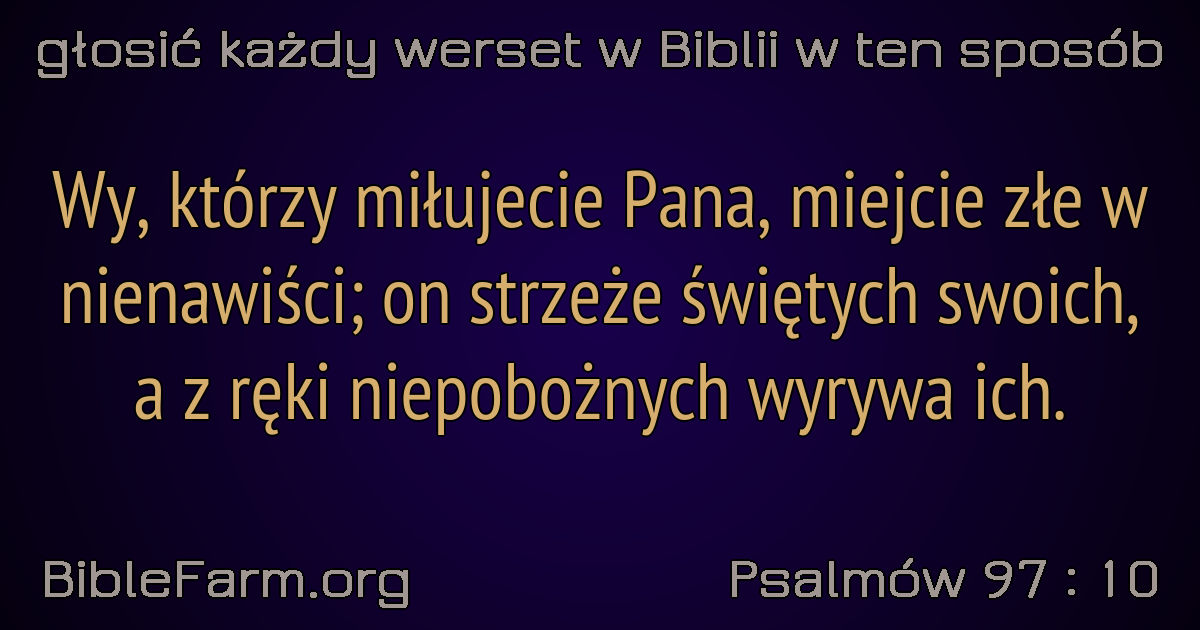 głosić każdy werset w Biblii w ten sposób
Wy, którzy miłujecie Pana, miejcie złe w
nienawiści; on strzeże świętych swoich,
a z ręki niepobożnych wyrywa ich.
BibleFarm.org
Psalmów 97 : 10